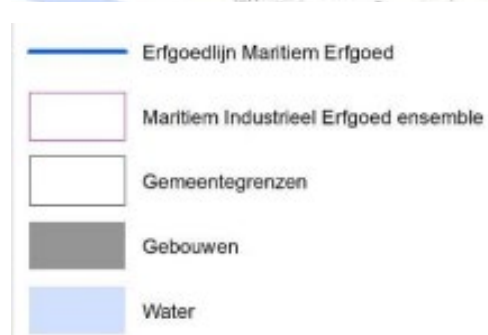 Erfgoedlijn Maritiem Erfgoed
Maritiem Industrieel Erfgoed ensemble
Gemeentegrenzen
Gebouwen
Water